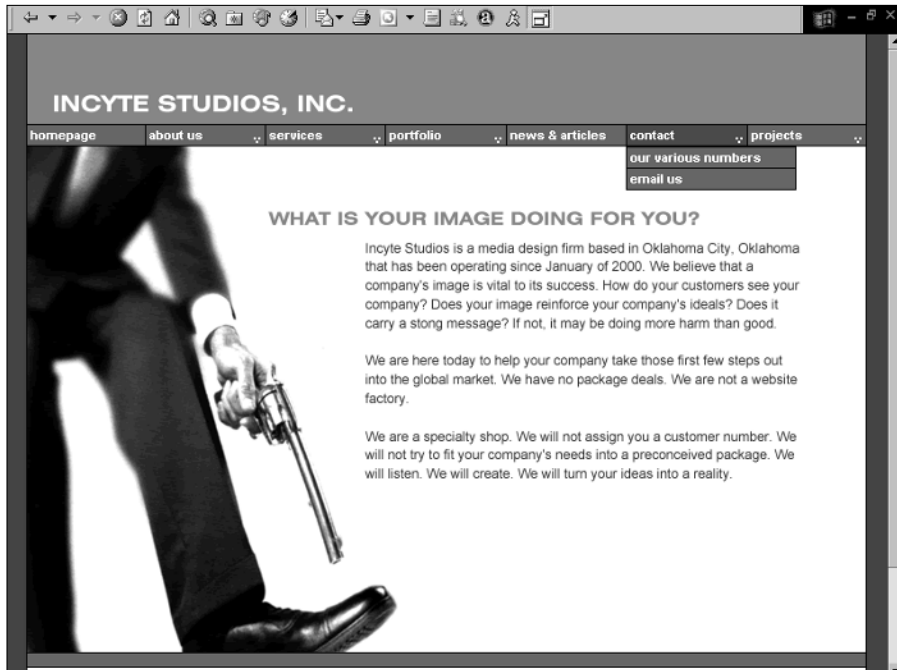 INCYTE STUDIOS, INC.
homepage about us services portfolio news & articles contact projects
our various numbers
email us
WHAT IS YOUR IMAGE DOING FOR YOU?
Incyte Studios is a media design firm based in Oklahoma City, Oklahoma
that has been operating since January of 2000. We believe that a
company's image is vital to its success. How do your customers see your
company? Does your image reinforce your company's ideals? Does it
carry a stong message? If not, it may be doing more harm than good.
We are here today to help your company take those first few steps out
into the global market. We have no package deals. We are not a website
factory.
We are a specialty shop. We will not assign you a customer number. We
will not try to fit your company's needs into a preconceived package. We
will listen. We will create. We will turn your ideas into a reality.